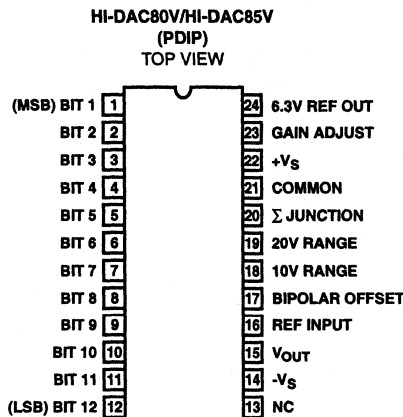 HI-DAC80V/HI-DAC85V
(PDIP)
TOP VIEW
(MSB) BIT 1 1 24 6.3V REF OUT
BIT 2 2 23 GAIN ADJUST
BIT 3 3 22 +VS
BIT 4 4 21 COMMON
BIT 5 5 20 ∑ JUNCTION
BIT 6 6 19 20V RANGE
BIT 7 7 18 10V RANGE
BIT 8 8 17 BIPOLAR OFFSET
BIT 9 9 16 REF INPUT
BIT 10 10 15 VOUT
BIT 11 11 14 -VS
(LSB) BIT 12 12 13 NC